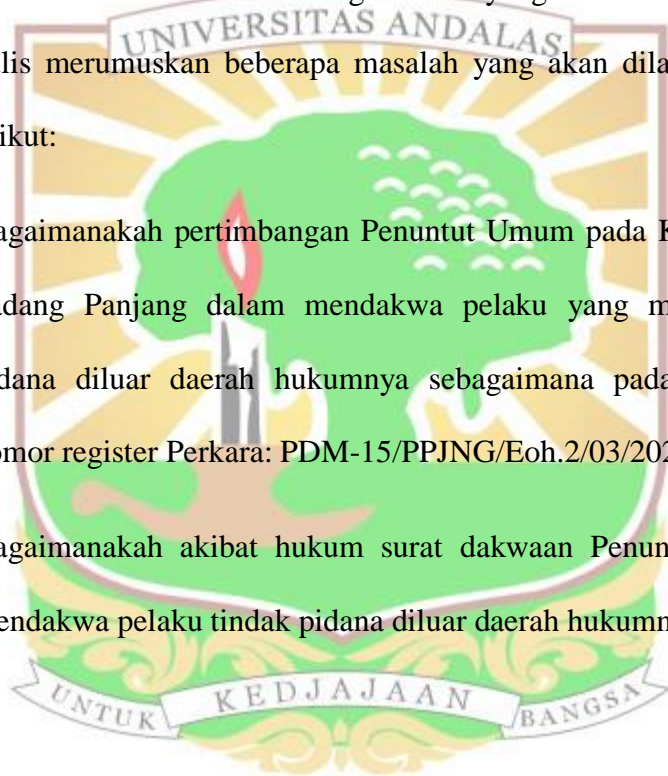 UNIVERSITAS ANDALAS
lis merumuskan beberapa masalah yang akan dila
ikut:
agaimanakah pertimbangan Penuntut Umum pada K
adang Panjang dalam mendakwa pelaku yang m
dana diluar daerah hukumnya sebagaimana pada
omor register Perkara: PDM-15/PPJNG/Eoh.2/03/202
agaimanakah akibat hukum surat dakwaan Penun
endakwa pelaku tindak pidana diluar daerah hukumn
UNTUK KEDJAJAAN BANGSA